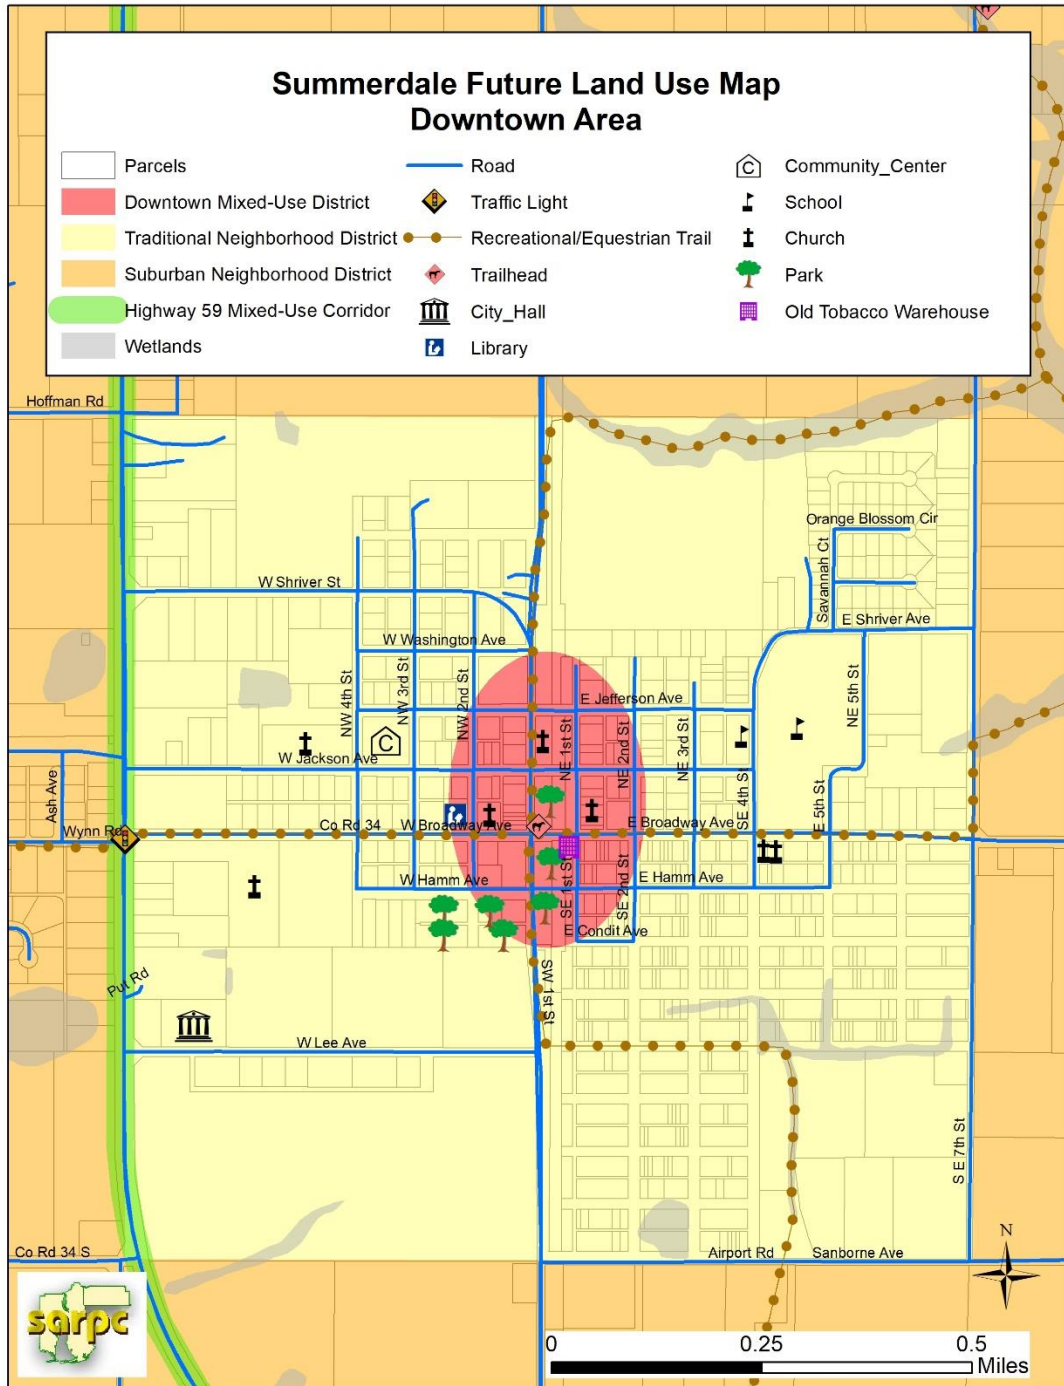 Summerdale Future Land Use Map
Downtown Area
Parcels
Downtown Mixed-Use District
Traditional Neighborhood District
Suburban Neighborhood District
Highway 59 Mixed-Use Corridor
Wetlands
Road
Traffic Light
Recreational/Equestrian Trail
Trailhead
City_Hall
Library
C
Community_Center
School
Church
Park
Old Tobacco Warehouse
Hoffman Rd
Orange Blossom Cir
Savannah Ct
W Shriver St
E Shriver Ave
W Washington Ave
NW 4th St
NW 3rd St
NW 2nd St
E Jefferson Ave
NE 1st St
NE 2nd St
NE 3rd St
NE 5th St
C
W Jackson Ave
Ash Ave
SE 4th St
E 5th St
Wynn Rd
Co Rd 34
W Broadway Ave
E Broadway Ave
W Hamm Ave
SE 1st St
SE 2nd St
E Hamm Ave
E Condit Ave
Put Rd
SW 1st St
W Lee Ave
S E 7th St
Co Rd 34 S
Airport Rd
Sanborne Ave
N
sarpc
0
0.25
0.5
Miles